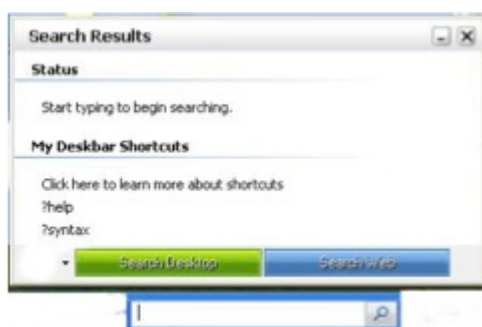 Search Results
Status
Start typing to begin searching.
My Deskbar Shortcuts
Click here to learn more about shortcuts
?help
?syntax
Search Desktop
Search Web